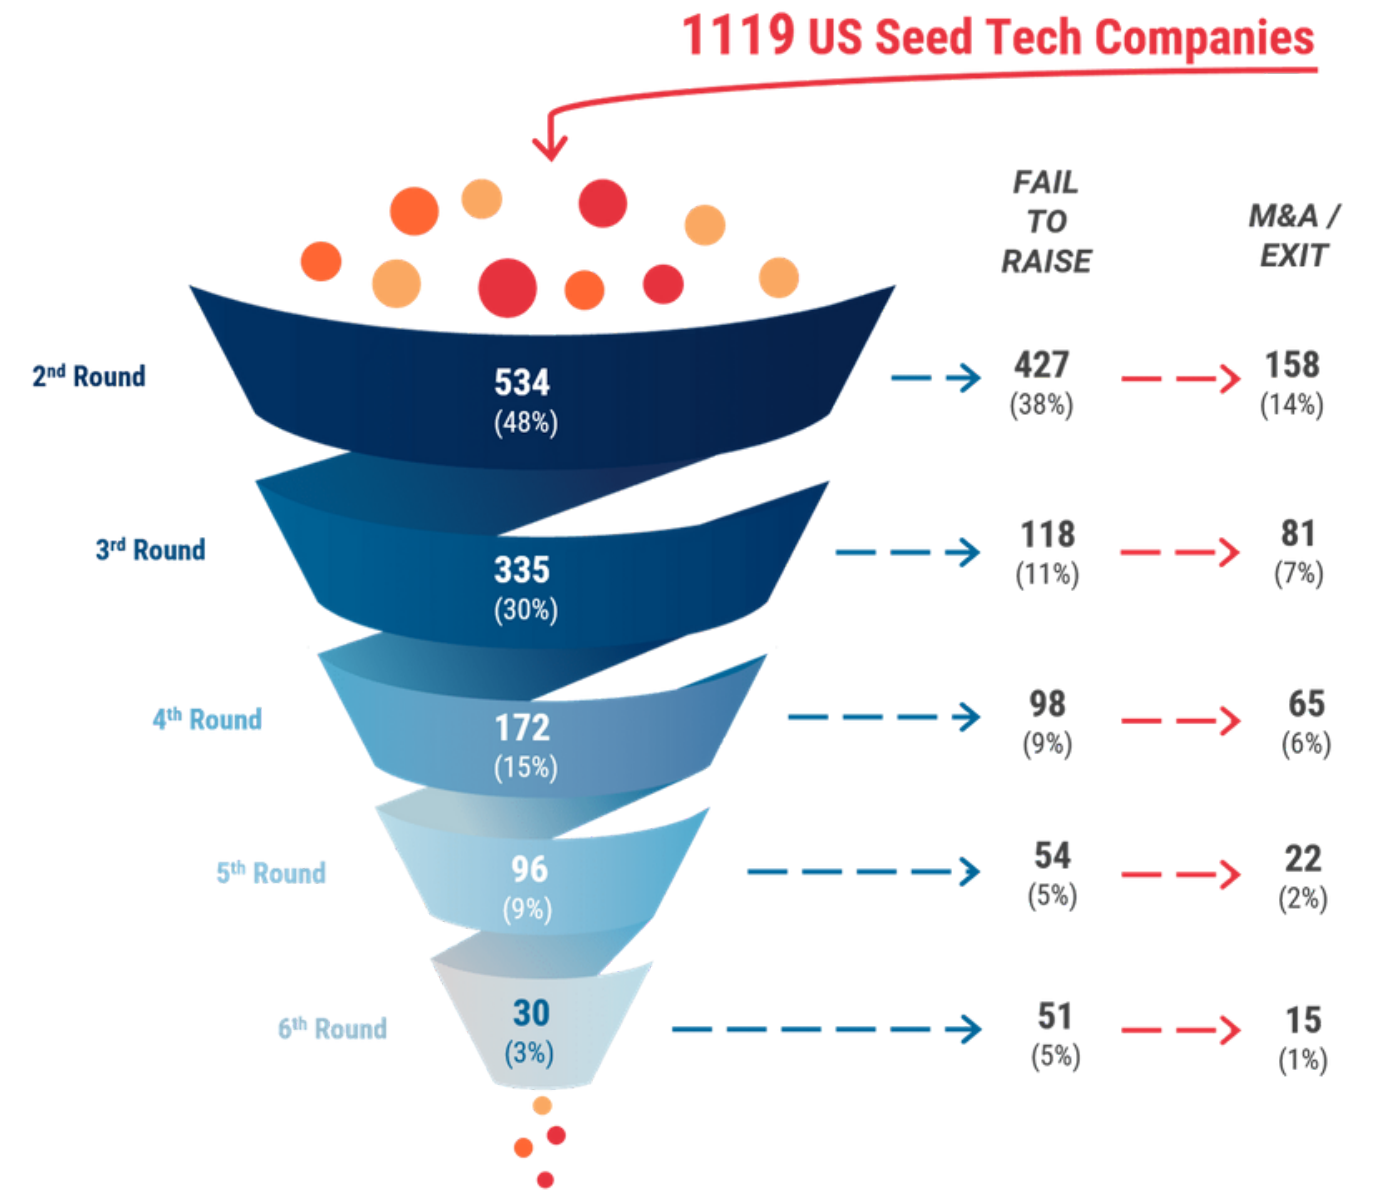 1119 US Seed Tech Companies
FAIL
TO
RAISE
M&A /
EXIT
2nd Round
534
(48%)
427
(38%)
158
(14%)
3rd Round
335
(30%)
118
(11%)
81
(7%)
4th Round
172
(15%)
98
(9%)
65
(6%)
5th Round
96
(9%)
54
(5%)
22
(2%)
6th Round
30
(3%)
51
(5%)
15
(1%)